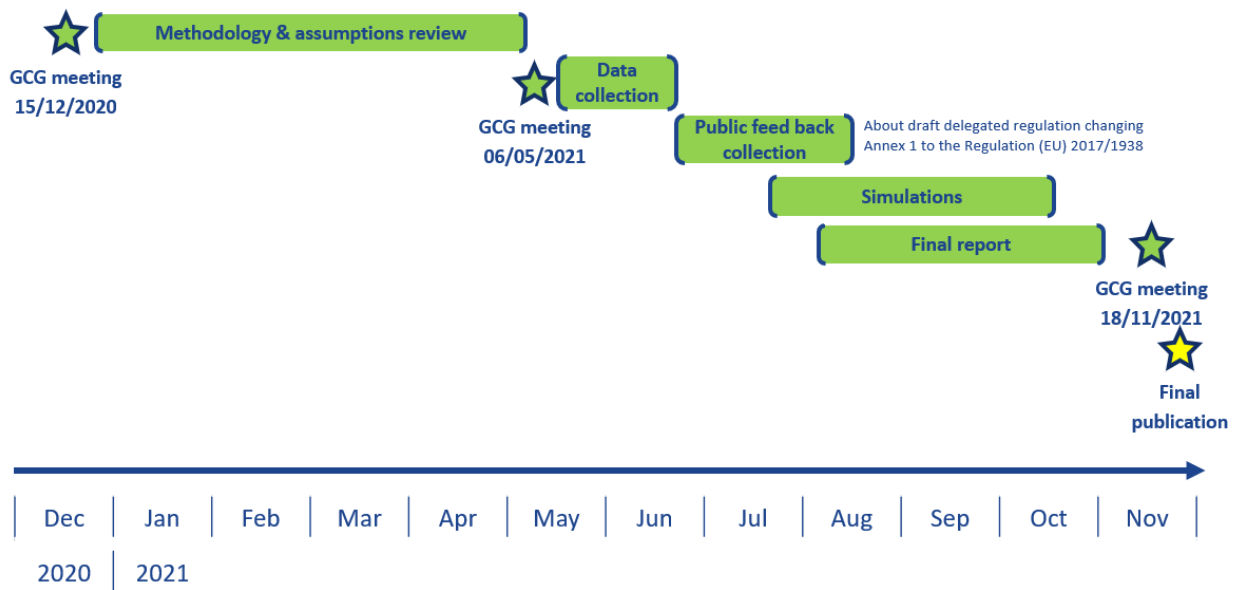 Methodology & assumptions review
GCG meeting
15/12/2020
Data
collection
GCG meeting
06/05/2021
Public feed back
collection
About draft delegated regulation changing
Annex 1 to the Regulation (EU) 2017/1938
Simulations
Final report
GCG meeting
18/11/2021
Final
publication
Dec Jan Feb Mar Apr May Jun Jul Aug Sep Oct Nov
2020 2021